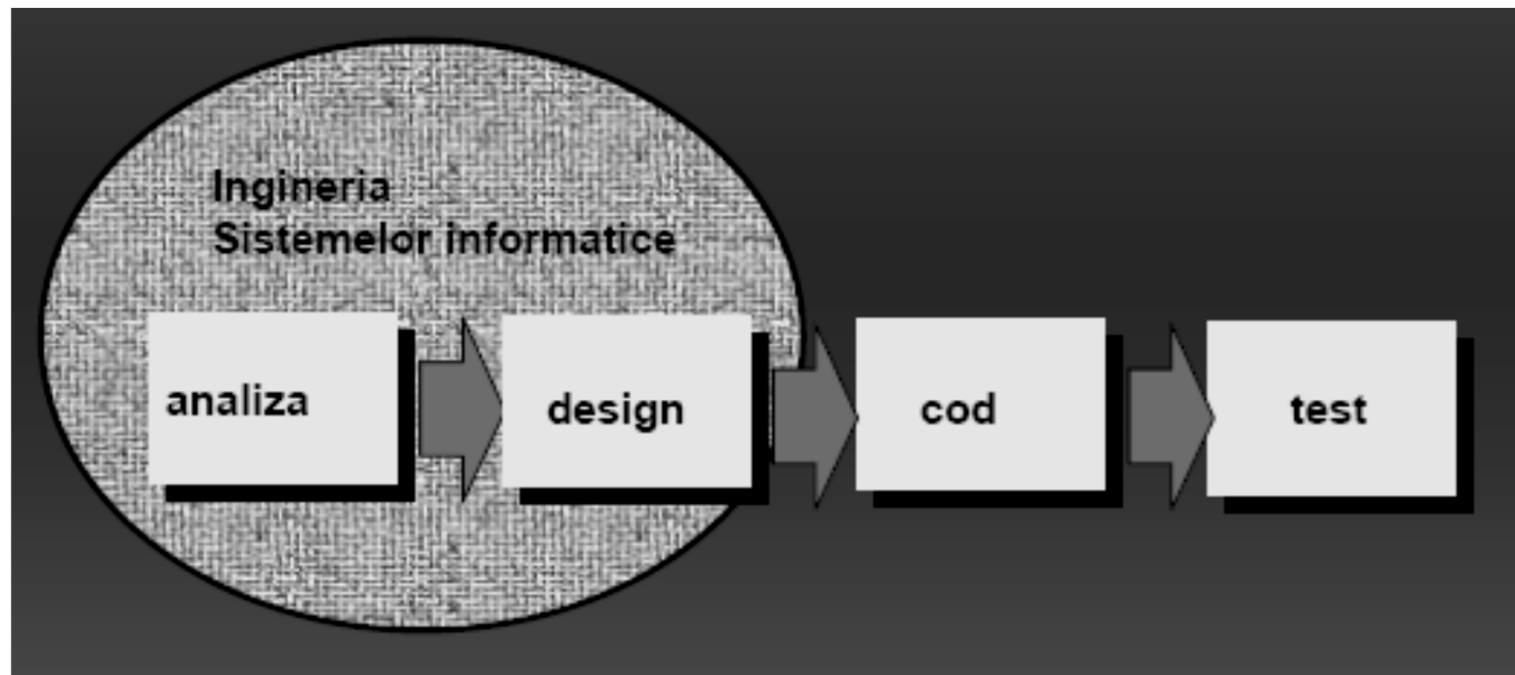 Ingineria
Sistemelor informatice
analiza
design
cod
test